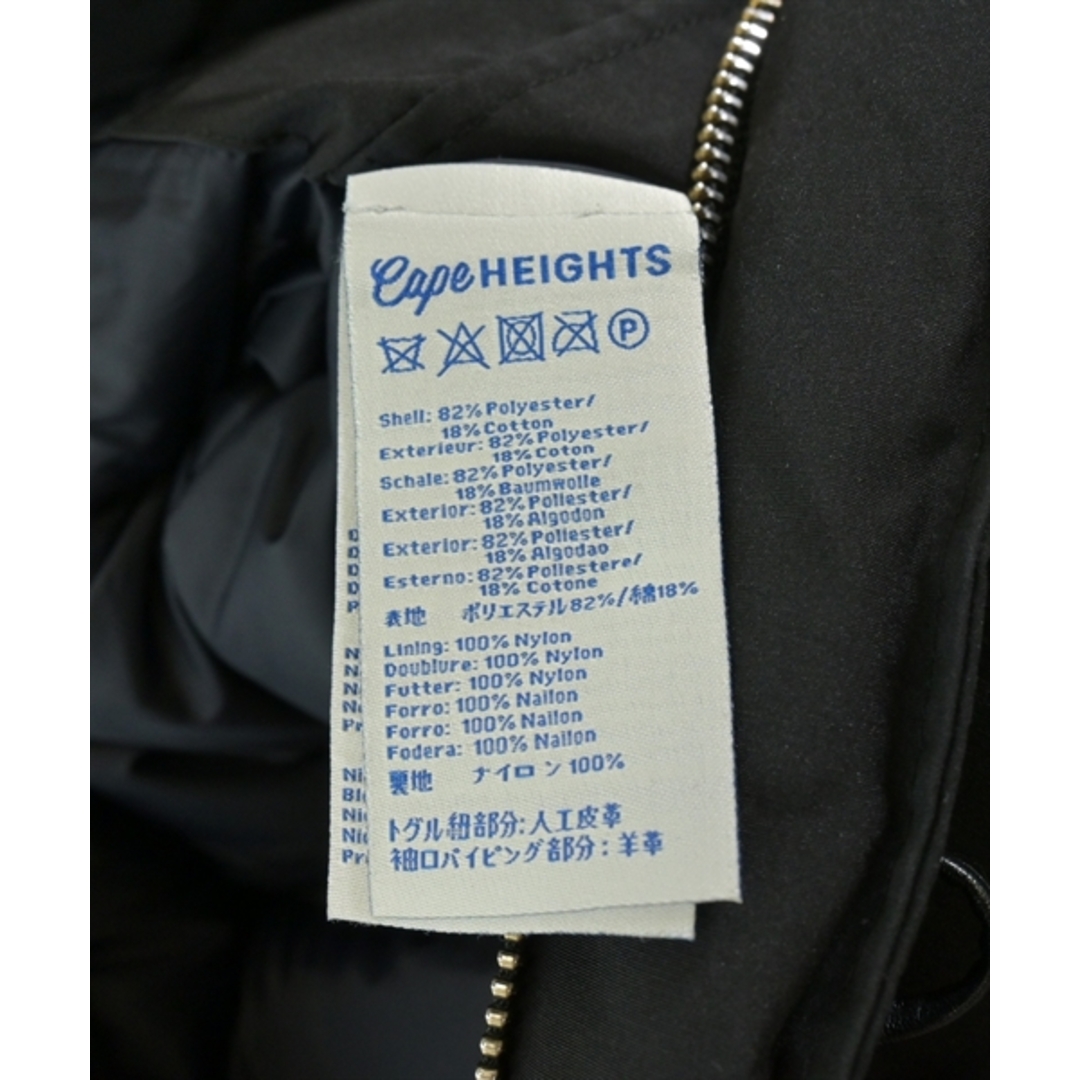 Cape HEIGHTS
P
Shell: 82% Polyester/
18% Cotton
Exterieur: 82% Polyester/
18% Coton
Schale: 82% Polyester/
18% Baumwolle
Exterior: 82% Poliester/
18% Algodon
Exterior: 82% Poliester/
18% Algodao
Esterno: 82% Poliestere/
18% Cotone
表地 ポリエステル82%/綿18%
Lining: 100% Nylon
Doublure: 100% Nylon
Futter: 100% Nylon
Forro: 100% Nailon
Forro: 100% Nailon
Fodera: 100% Nailon
裏地 ナイロン 100%
トグル紐部分:人工皮革
袖口パイピング部分:羊革